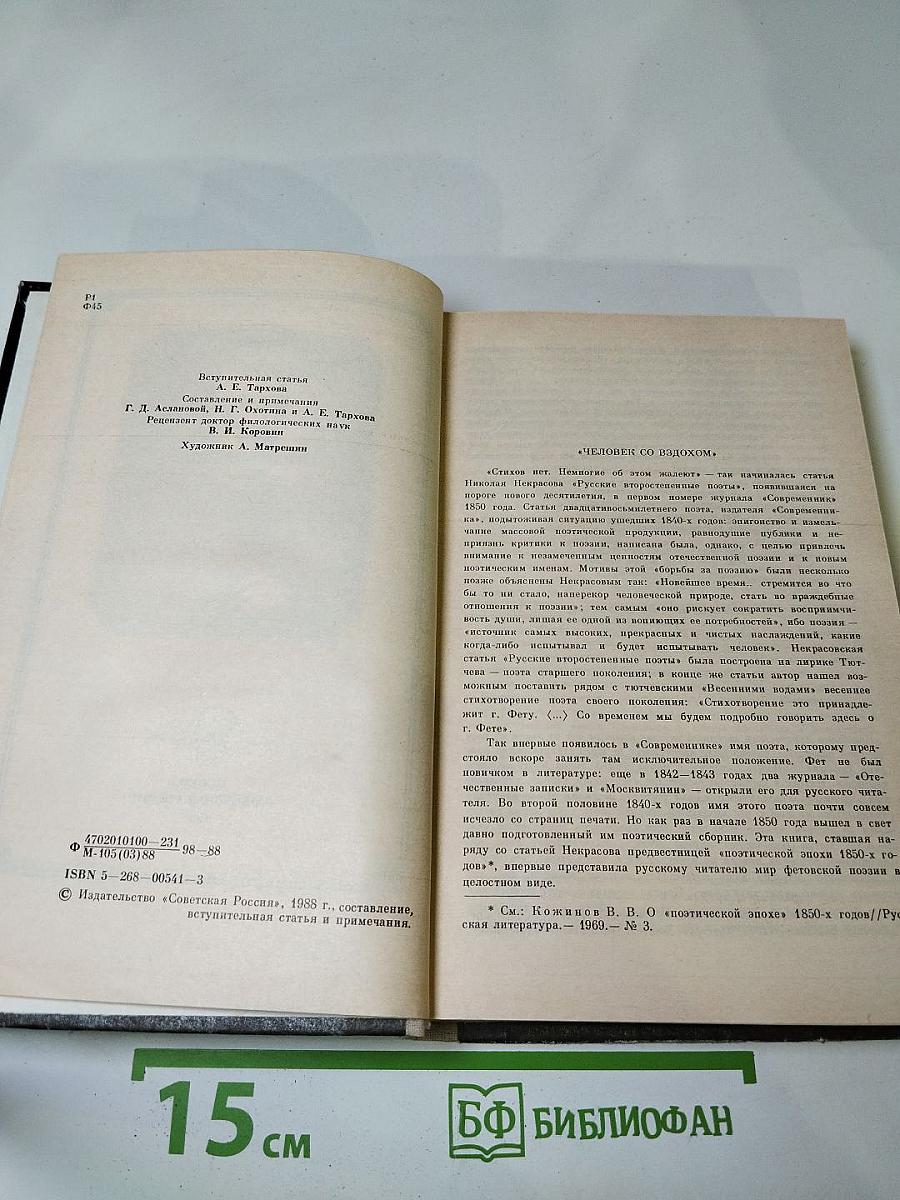 Р1
Ф45
Вступительная статья
А. Е. Тархова
Составление и примечания
Г. Д. Аслановой, Н. Г. Охотина и А. Е. Тархова
Рецензент доктор филологических наук
В. И. Коровин
Художник А. Матрешин
Ф 4702010100—231
М-105(03)88 98—88
ISBN 5—268—00541—3
© Издательство «Советская Россия», 1988 г., составление,
вступительная статья и примечания.
«ЧЕЛОВЕК СО ВЗДОХОМ»
«Стихов нет. Немногие об этом жалеют» — так начиналась статья
Николая Некрасова «Русские второстепенные поэты», появившаяся на
пороге нового десятилетия, в первом номере журнала «Современник»
1850 года. Статья двадцативосьмилетнего поэта, издателя «Современни-
ка», подытоживая ситуацию ушедших 1840-х годов: эпигонство и измель-
чание массовой поэтической продукции, равнодушие публики и не-
приязнь критики к поэзии, написана была, однако, с целью привлечь
внимание к незамеченным ценностям отечественной поэзии и к новым
поэтическим именам. Мотивы этой «борьбы за поэзию» были несколько
позже объяснены Некрасовым так: «Новейшее время.. стремится во что
бы то ни стало, наперекор человеческой природе, стать во враждебные
отношения к поэзии»; тем самым «оно рискует сократить восприимчи-
вость души, лишая ее одной из вопиющих ее потребностей», ибо поэзия —
«источник самых высоких, прекрасных и чистых наслаждений, какие
когда-либо испытывал и будет испытывать человек». Некрасовская
статья «Русские второстепенные поэты» была построена на лирике Тют-
чева — поэта старшего поколения; в конце же статьи автор нашел воз-
можным поставить рядом с тютчевскими «Весенними водами» весеннее
стихотворение поэта своего поколения: «Стихотворение это принадле-
жит г. Фету. ⟨...⟩ Со временем мы будем подробно говорить здесь о
г. Фете».
Так впервые появилось в «Современнике» имя поэта, которому пред-
стояло вскоре занять там исключительное положение. Фет не был
новичком в литературе: еще в 1842—1843 годах два журнала — «Оте-
чественные записки» и «Москвитянин» — открыли его для русского чита-
теля. Во второй половине 1840-х годов имя этого поэта почти совсем
исчезло со страниц печати. Но как раз в начале 1850 года вышел в свет
давно подготовленный им поэтический сборник. Эта книга, ставшая на-
ряду со статьей Некрасова предвестницей «поэтической эпохи 1850-х го-
дов»*, впервые представила русскому читателю мир фетовской поэзии в
целостном виде.
* См.: Кожинов В. В. О «поэтической эпохе» 1850-х годов//Рус
ская литература.— 1969.— № 3.
15 см
БФ БИБЛИОФАН